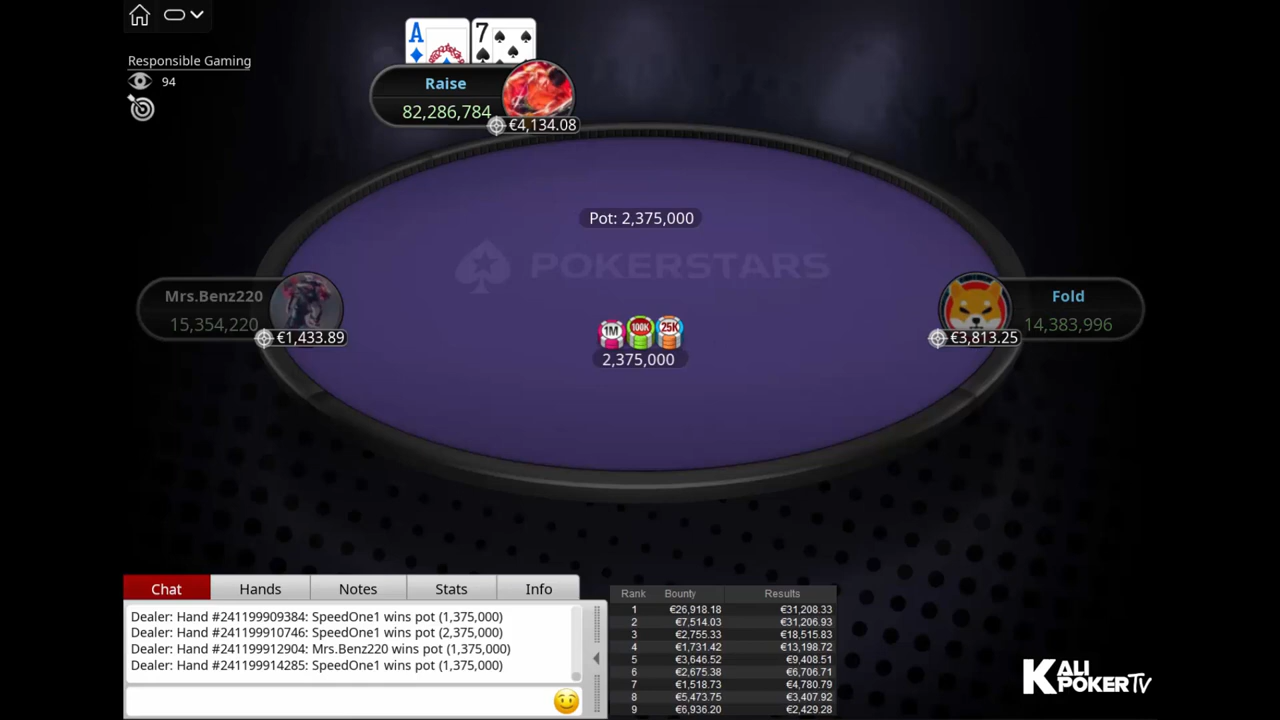 A 7
Responsible Gaming
94
Raise
82,286,784
€4,134.08
Pot: 2,375,000
POKERSTARS
Mrs.Benz220
15,354,220
€1,433.89
Fold
14,383,996
€3,813.25
1M 100K 25K
2,375,000
Chat Hands Notes Stats Info
Dealer: Hand #241199909384: SpeedOne1 wins pot (1,375,000)
Dealer: Hand #241199910746: SpeedOne1 wins pot (2,375,000)
Dealer: Hand #241199912904: Mrs.Benz220 wins pot (1,375,000)
Dealer: Hand #241199914285: SpeedOne1 wins pot (1,375,000)
Rank Bounty Results
1 €26,918.18 €31,208.33
2 €7,514.03 €31,206.93
3 €2,755.33 €18,515.83
4 €1,731.42 €13,198.72
5 €3,646.52 €9,408.51
6 €2,675.38 €6,706.71
7 €1,518.73 €4,780.79
8 €5,473.75 €3,407.92
9 €6,936.20 €2,429.28
KALI
POKERTV